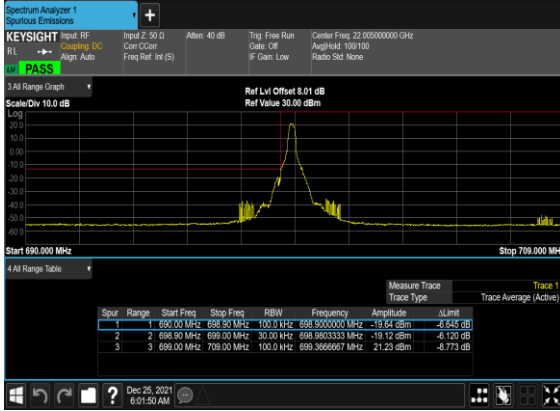 Spectrum Analyzer 1
Spurious Emissions
+
KEYSIGHT Input: RF Input Z: 50 Ω Atten: 40 dB Trig: Free Run Center Freq: 22.005000000 GHz
RL Coupling: DC Corr CCorr Gate: Off Avg|Hold: 100/100
Align: Auto Freq Ref: Int (S) IF Gain: Low Radio Std: None
PASS
3 All Range Graph
Ref Lvl Offset 8.01 dB
Scale/Div 10.0 dB Ref Value 30.00 dBm
Log
20.0
10.0
0.00
-10.0
-20.0
-30.0
-40.0
-50.0
-60.0
Start 690.000 MHz Stop 709.000 MH
4 All Range Table
Measure Trace Trace 1
Trace Type Trace Average (Active)
Spur Range Start Freq Stop Freq RBW Frequency Amplitude ΔLimit
1 1 690.00 MHz 698.90 MHz 100.0 kHz 698.9000000 MHz -19.64 dBm -6.645 dB
2 2 698.90 MHz 699.00 MHz 30.00 kHz 698.9803333 MHz -19.12 dBm -6.120 dB
3 3 699.00 MHz 709.00 MHz 100.0 kHz 699.3666667 MHz 21.23 dBm -8.773 dB
? Dec 25, 2021
6:01:50 AM